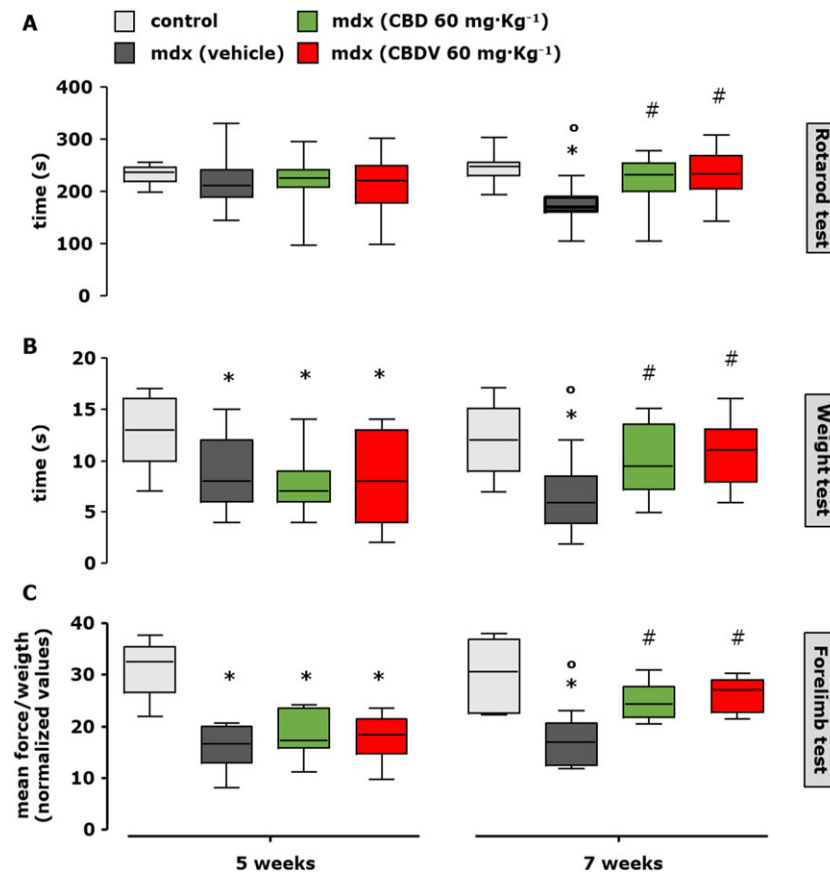 A
control
mdx (CBD 60 mg·Kg⁻¹)
mdx (vehicle)
mdx (CBDV 60 mg·Kg⁻¹)
400
300
200
100
0
time (s)
#
#
°
*
Rotarod test
B
20
15
10
5
0
time (s)
*
*
*
°
*
#
#
Weight test
C
40
30
20
10
0
mean force/weigth
(normalized values)
*
*
*
°
*
#
#
Forelimb test
5 weeks
7 weeks